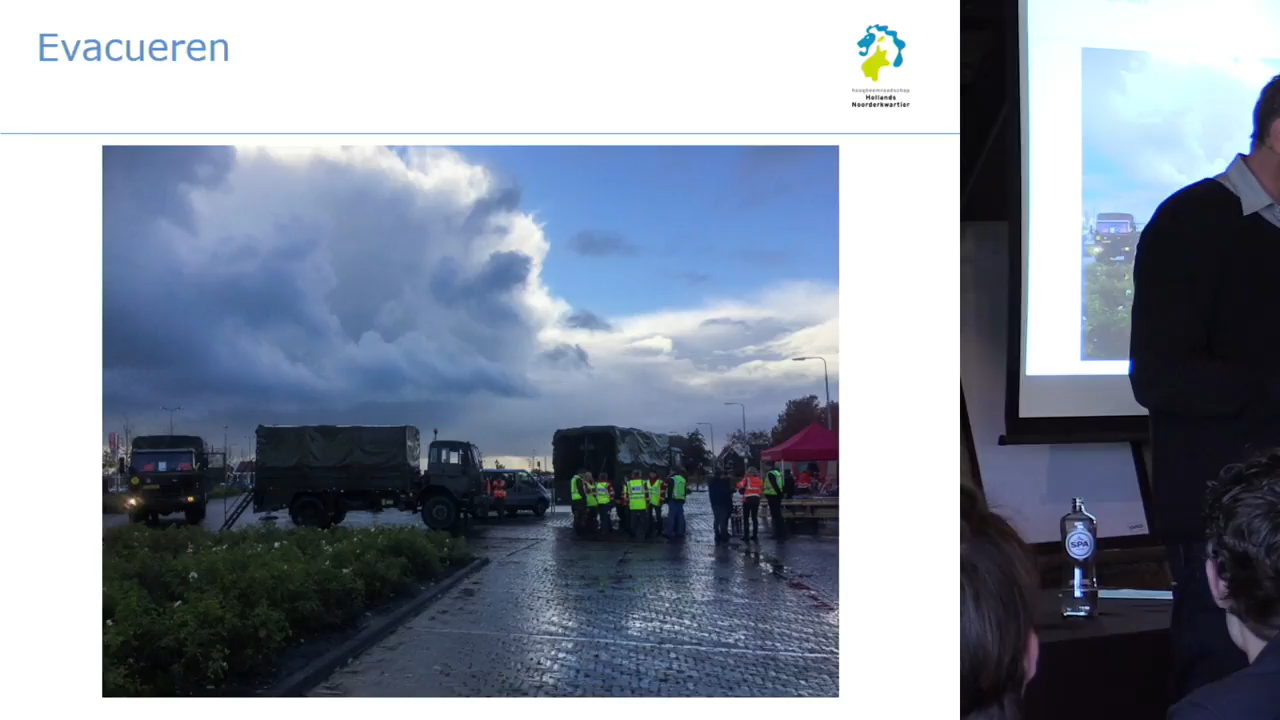 Evacueren
hoogheemraadschap
Hollands
Noorderkwartier
SPA